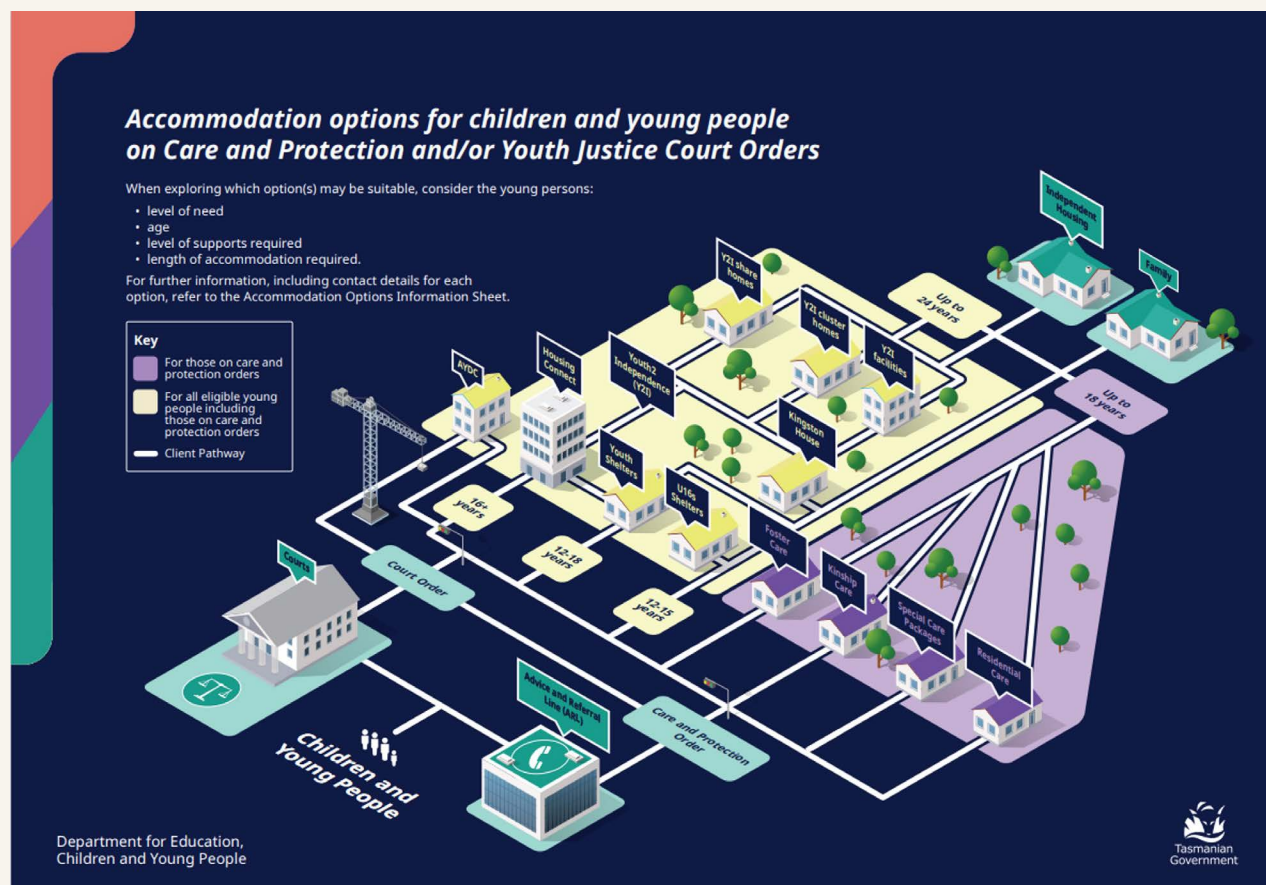 Accommodation options for children and young people
on Care and Protection and/or Youth Justice Court Orders
When exploring which option(s) may be suitable, consider the young persons:
• level of need
• age
• level of supports required
• length of accommodation required.
For further information, including contact details for each
option, refer to the Accommodation Options Information Sheet.
Key
For those on care and
protection orders
For all eligible young
people including
those on care and
protection orders
Client Pathway
Independent
Housing
Family
Y2I share
homes
Up to
24 years
Y2I cluster
homes
Y2I
facilities
Youth2
Independence
(Y2I)
Housing
Connect
AYDC
Up to
18 years
Kingston
House
Youth
Shelters
U16s
Shelters
16+
years
12-18
years
12-15
years
Foster
Care
Kinship
Care
Special Care
Packages
Residential
Care
Courts
Court Order
Advice and Referral
Line (ARL)
Care and Protection
Order
Children and
Young People
Department for Education,
Children and Young People
Tasmanian
Government